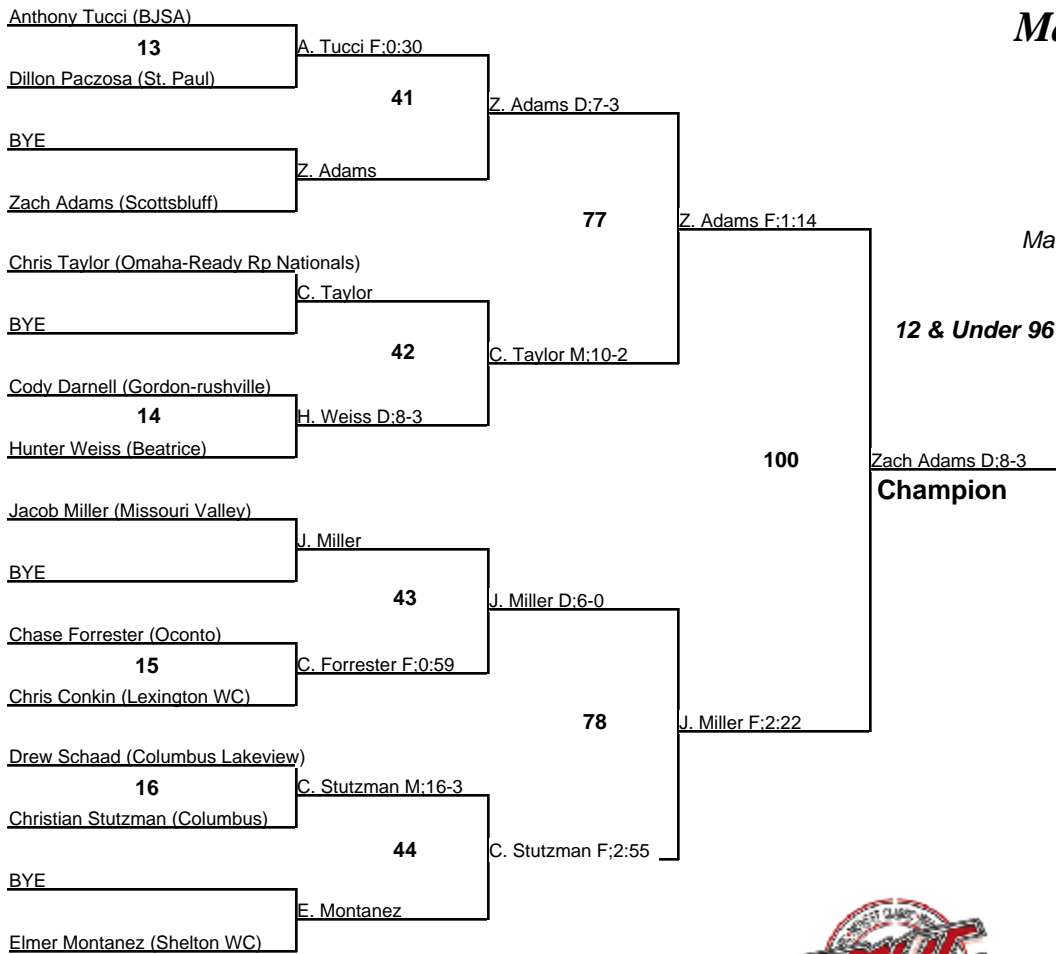 Anthony Tucci (BJSA)
Ma
13
A. Tucci F;0:30
Dillon Paczosa (St. Paul)
41
Z. Adams D;7-3
BYE
Z. Adams
Zach Adams (Scottsbluff)
77
Z. Adams F;1:14
Ma
Chris Taylor (Omaha-Ready Rp Nationals)
C. Taylor
BYE
12 & Under 96
42
C. Taylor M;10-2
Cody Darnell (Gordon-rushville)
14
H. Weiss D;8-3
Hunter Weiss (Beatrice)
100
Zach Adams D;8-3
Champion
Jacob Miller (Missouri Valley)
J. Miller
BYE
43
J. Miller D;6-0
Chase Forrester (Oconto)
15
C. Forrester F;0:59
Chris Conkin (Lexington WC)
78
J. Miller F;2:22
Drew Schaad (Columbus Lakeview)
16
C. Stutzman M;16-3
Christian Stutzman (Columbus)
44
C. Stutzman F;2:55
BYE
E. Montanez
Elmer Montanez (Shelton WC)